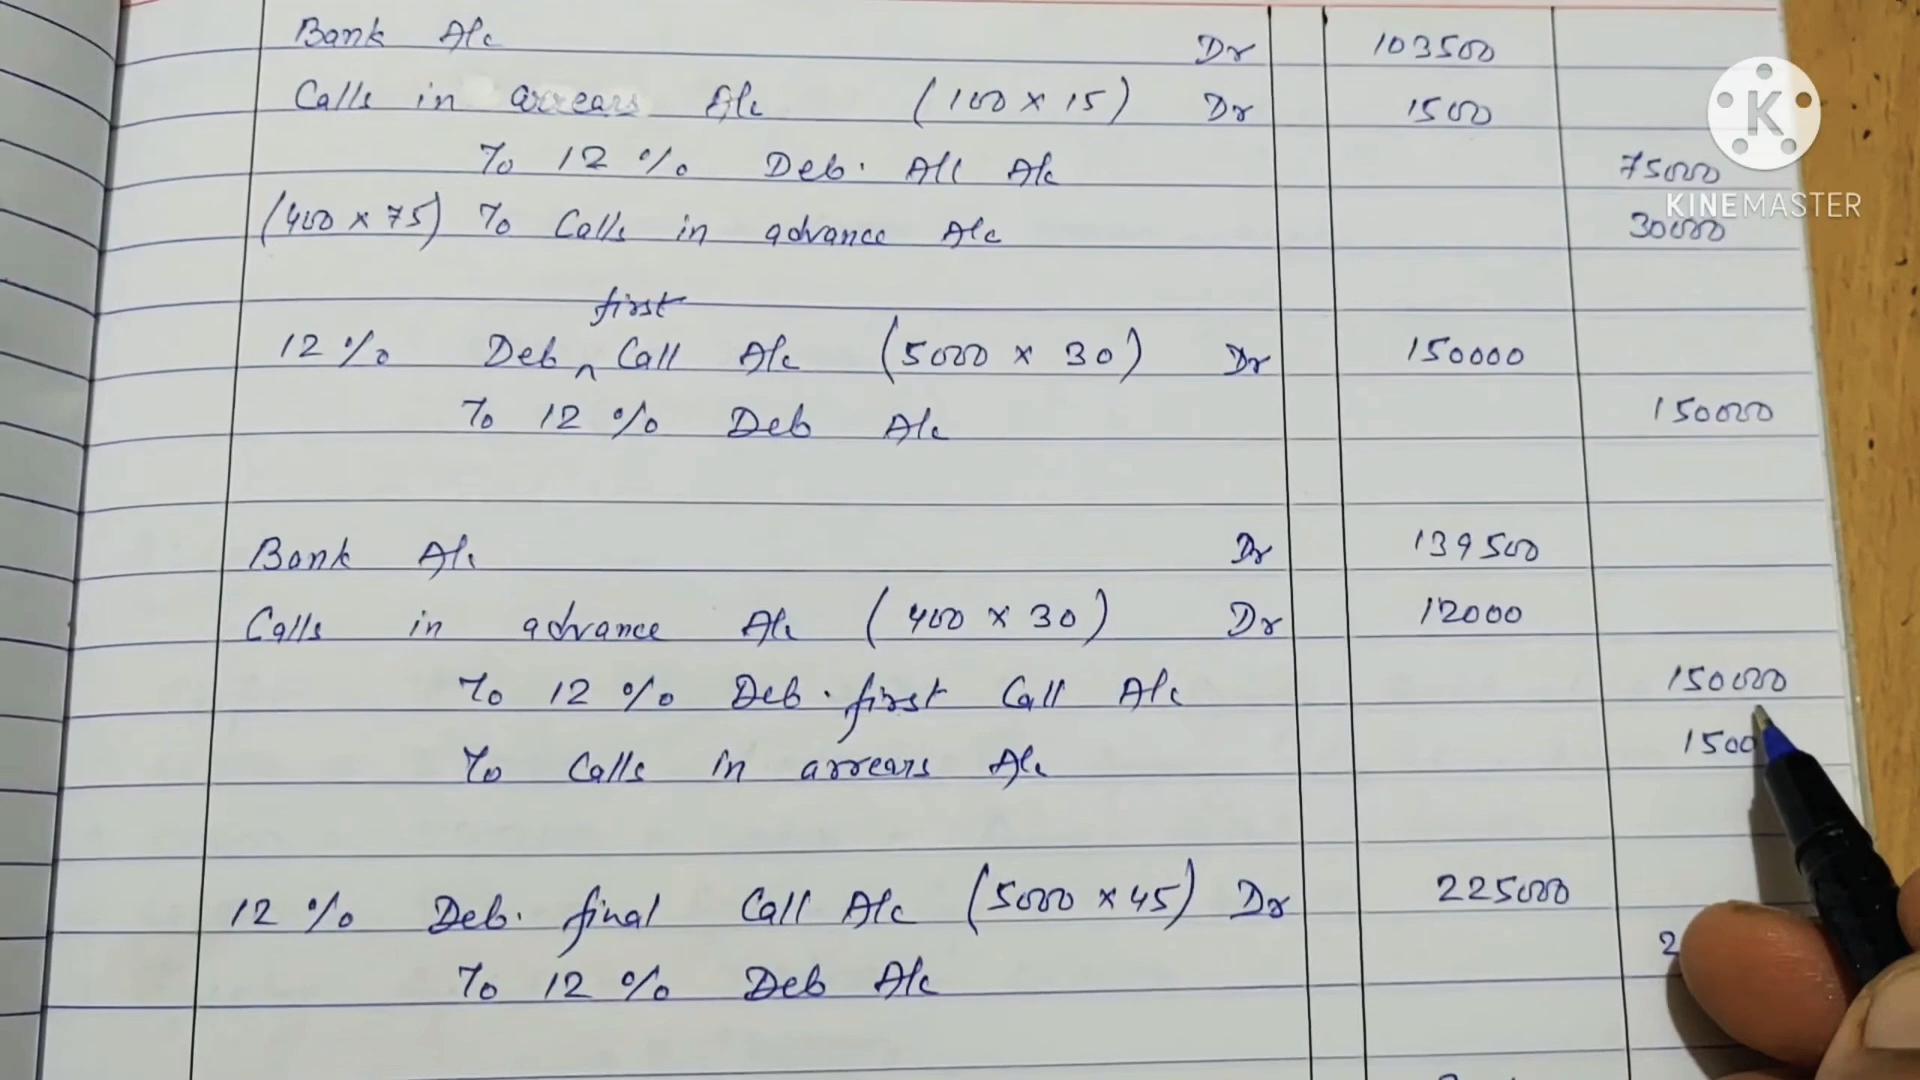 Bank A/c Dr 103500
Calls in arrears A/c (100 × 15) Dr 1500
To 12 % Deb. All A/c 75000
(400 × 75) To Calls in advance A/c 30000
KINEMASTER
first
12 % Deb ^ Call A/c (5000 × 30) Dr 150000
To 12 % Deb A/c 150000
Bank A/c Dr 139500
Calls in advance A/c (400 × 30) Dr 12000
To 12 % Deb. first Call A/c 150000
To Calls in arrears A/c 1500
12 % Deb. final Call A/c (5000 × 45) Dr 225000
To 12 % Deb A/c 2